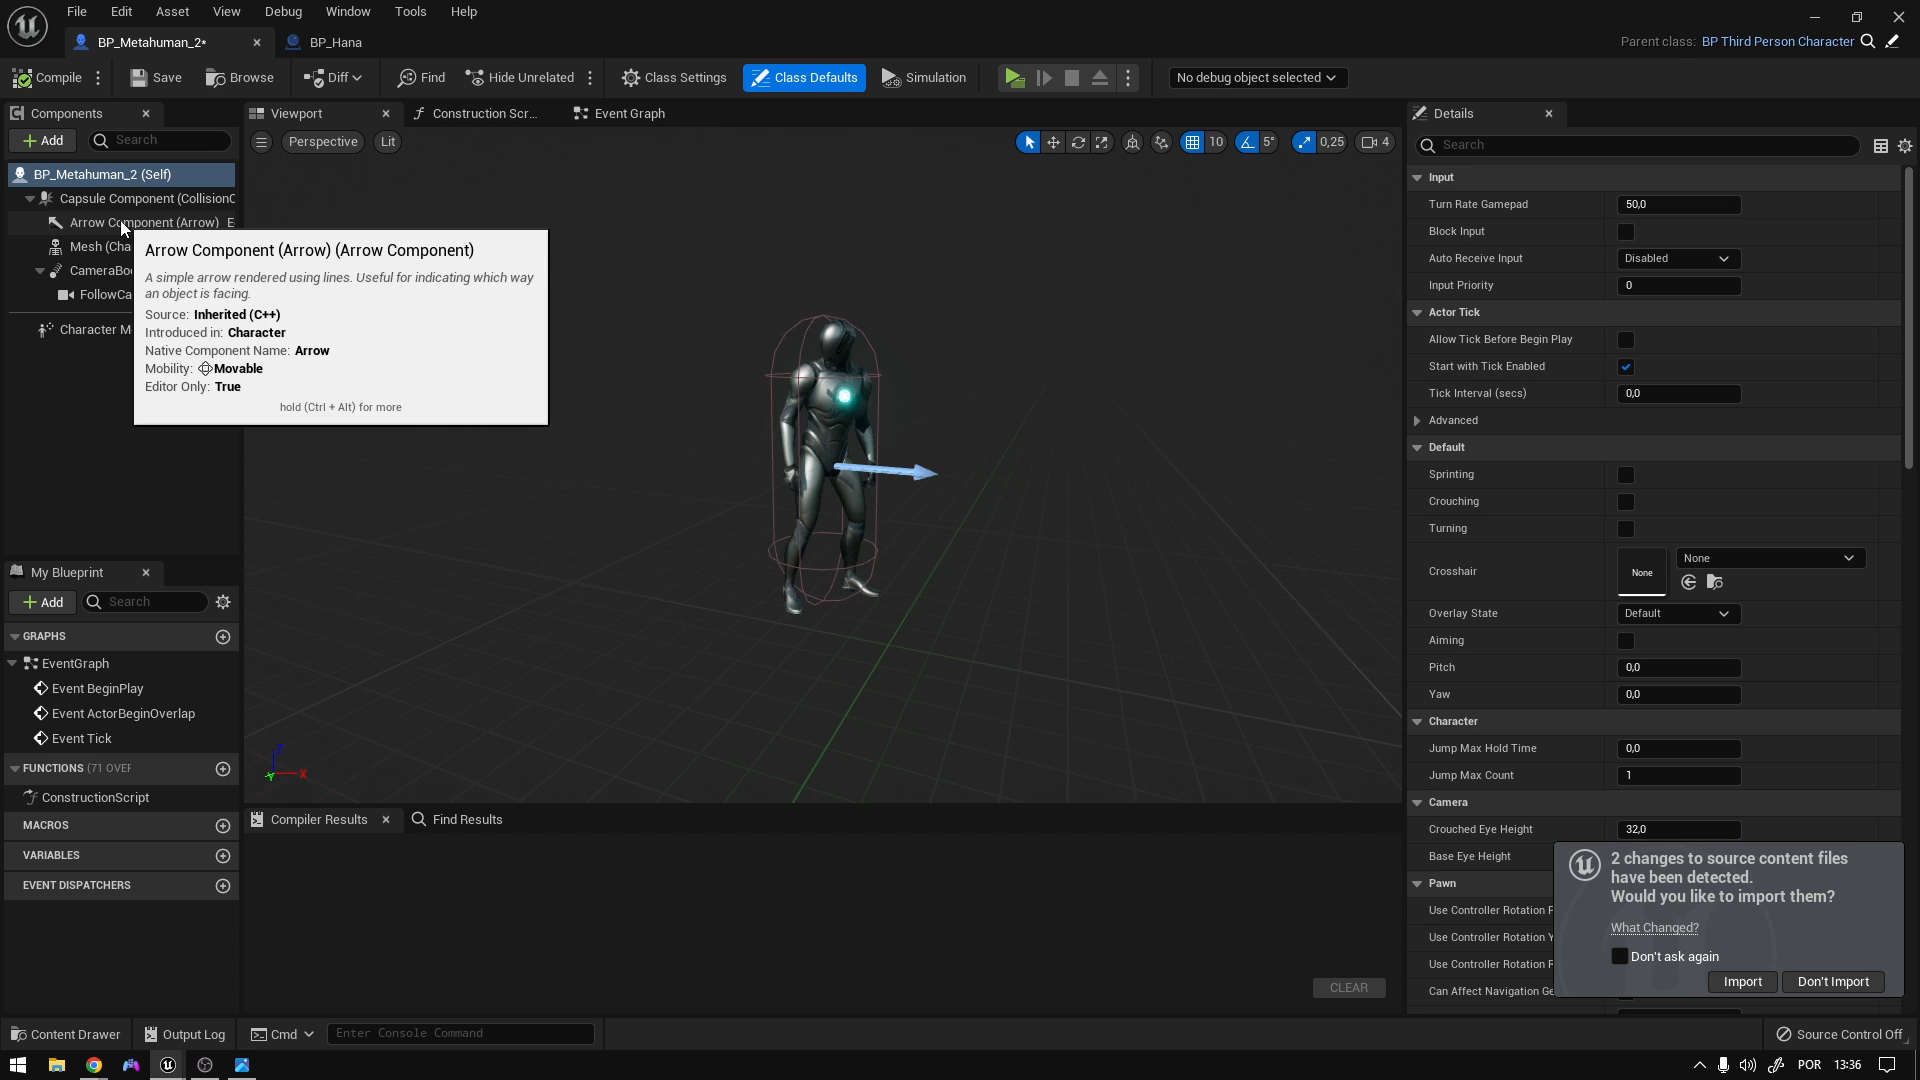 File Edit Asset View Debug Window Tools Help
BP_Metahuman_2*
BP_Hana
Parent class: BP Third Person Character
Compile
Save
Browse
Diff
Find
Hide Unrelated
Class Settings
Class Defaults
Simulation
No debug object selected
Components
Add
Search
BP_Metahuman_2 (Self)
Capsule Component (CollisionC
Arrow Component (Arrow) E
Mesh (Cha
CameraBo
FollowCa
Character M
Arrow Component (Arrow) (Arrow Component)
A simple arrow rendered using lines. Useful for indicating which way
an object is facing.
Source: Inherited (C++)
Introduced in: Character
Native Component Name: Arrow
Mobility: Movable
Editor Only: True
hold (Ctrl + Alt) for more
Viewport
Construction Scr...
Event Graph
Perspective
Lit
10
5°
0,25
4
Z
X
Y
My Blueprint
Add
Search
GRAPHS
EventGraph
Event BeginPlay
Event ActorBeginOverlap
Event Tick
FUNCTIONS (71 OVER
ConstructionScript
MACROS
VARIABLES
EVENT DISPATCHERS
Compiler Results
Find Results
CLEAR
Details
Search
Input
Turn Rate Gamepad 50,0
Block Input
Auto Receive Input Disabled
Input Priority 0
Actor Tick
Allow Tick Before Begin Play
Start with Tick Enabled
Tick Interval (secs) 0,0
Advanced
Default
Sprinting
Crouching
Turning
Crosshair None None
Overlay State Default
Aiming
Pitch 0,0
Yaw 0,0
Character
Jump Max Hold Time 0,0
Jump Max Count 1
Camera
Crouched Eye Height 32,0
Base Eye Height
Pawn
Use Controller Rotation P
Use Controller Rotation Y
Use Controller Rotation R
Can Affect Navigation Ge
2 changes to source content files
have been detected.
Would you like to import them?
What Changed?
Don't ask again
Import
Don't Import
Content Drawer
Output Log
Cmd
Enter Console Command
Source Control Off
POR
13:36